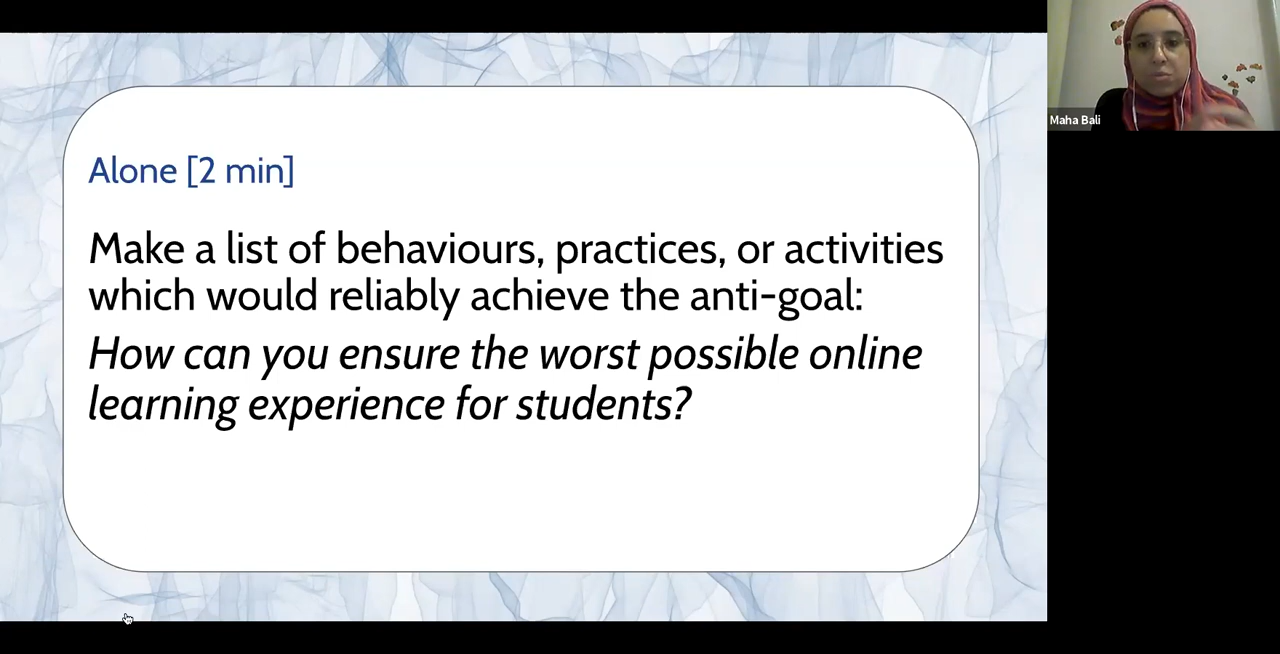 Alone [2 min]
Make a list of behaviours, practices, or activities
which would reliably achieve the anti-goal:
How can you ensure the worst possible online
learning experience for students?
Maha Bali